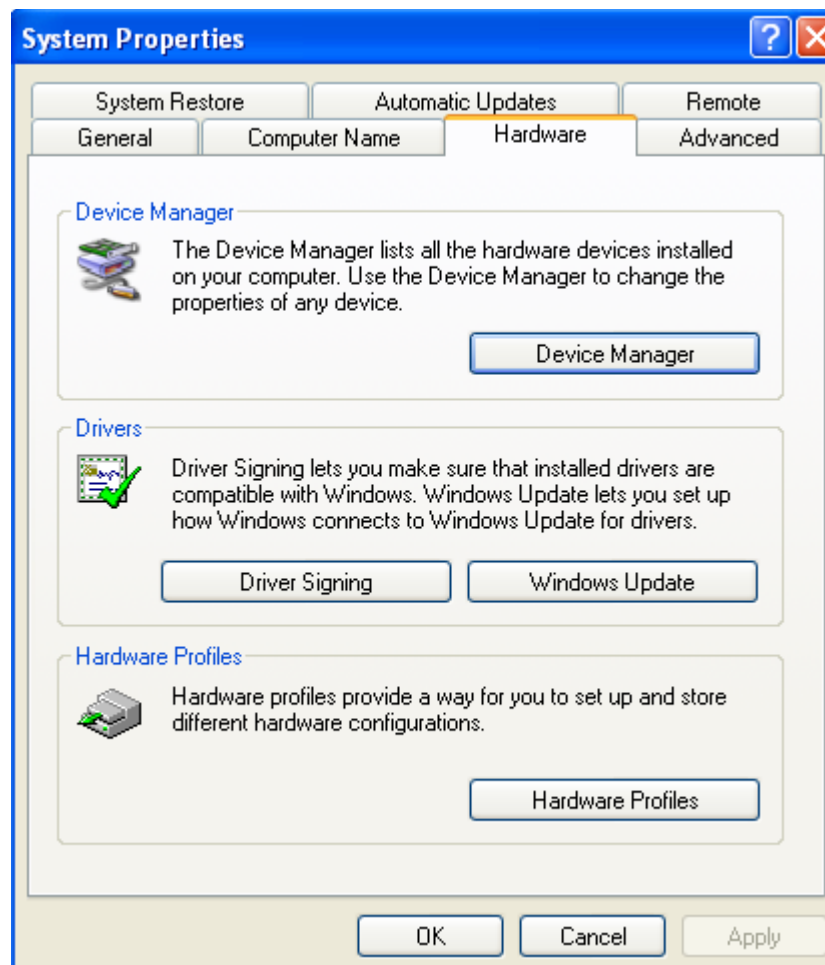 System Properties
System Restore Automatic Updates Remote
General Computer Name Hardware Advanced
Device Manager
The Device Manager lists all the hardware devices installed
on your computer. Use the Device Manager to change the
properties of any device.
Device Manager
Drivers
Driver Signing lets you make sure that installed drivers are
compatible with Windows. Windows Update lets you set up
how Windows connects to Windows Update for drivers.
Driver Signing Windows Update
Hardware Profiles
Hardware profiles provide a way for you to set up and store
different hardware configurations.
Hardware Profiles
OK Cancel Apply